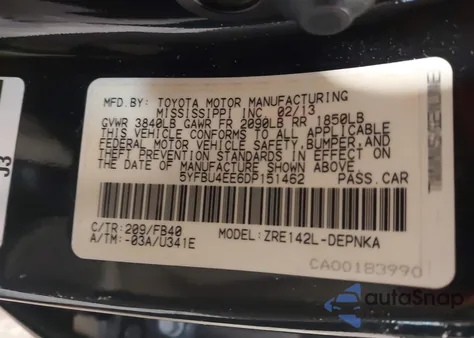 MFD.BY: TOYOTA MOTOR MANUFACTURING
MISSISSIPPI INC 02/13
GVWR 3840LB GAWR FR 2090LB RR 1850LB
THIS VEHICLE CONFORMS TO ALL APPLICABLE
FEDERAL MOTOR VEHICLE SAFETY,BUMPER,AND
THEFT PREVENTION STANDARDS IN EFFECT ON
THE DATE OF MANUFACTURE SHOWN ABOVE
5YFBU4EE6DP151462 PASS.CAR
C/TR:209/FB40
A/TM:-03A/U341E
MODEL:ZRE142L-DEPNKA
CA00183990
J3
autoSnap